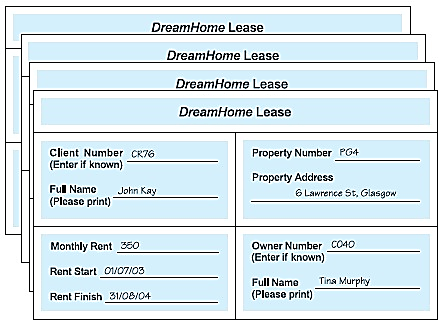 DreamHome Lease
DreamHome Lease
DreamHome Lease
DreamHome Lease
Client Number CR76
(Enter if known)
Full Name John Kay
(Please print)
Property Number PG4
Property Address
6 Lawrence St, Glasgow
Monthly Rent 350
Rent Start 01/07/03
Rent Finish 31/08/04
Owner Number CO40
(Enter if known)
Full Name Tina Murphy
(Please print)